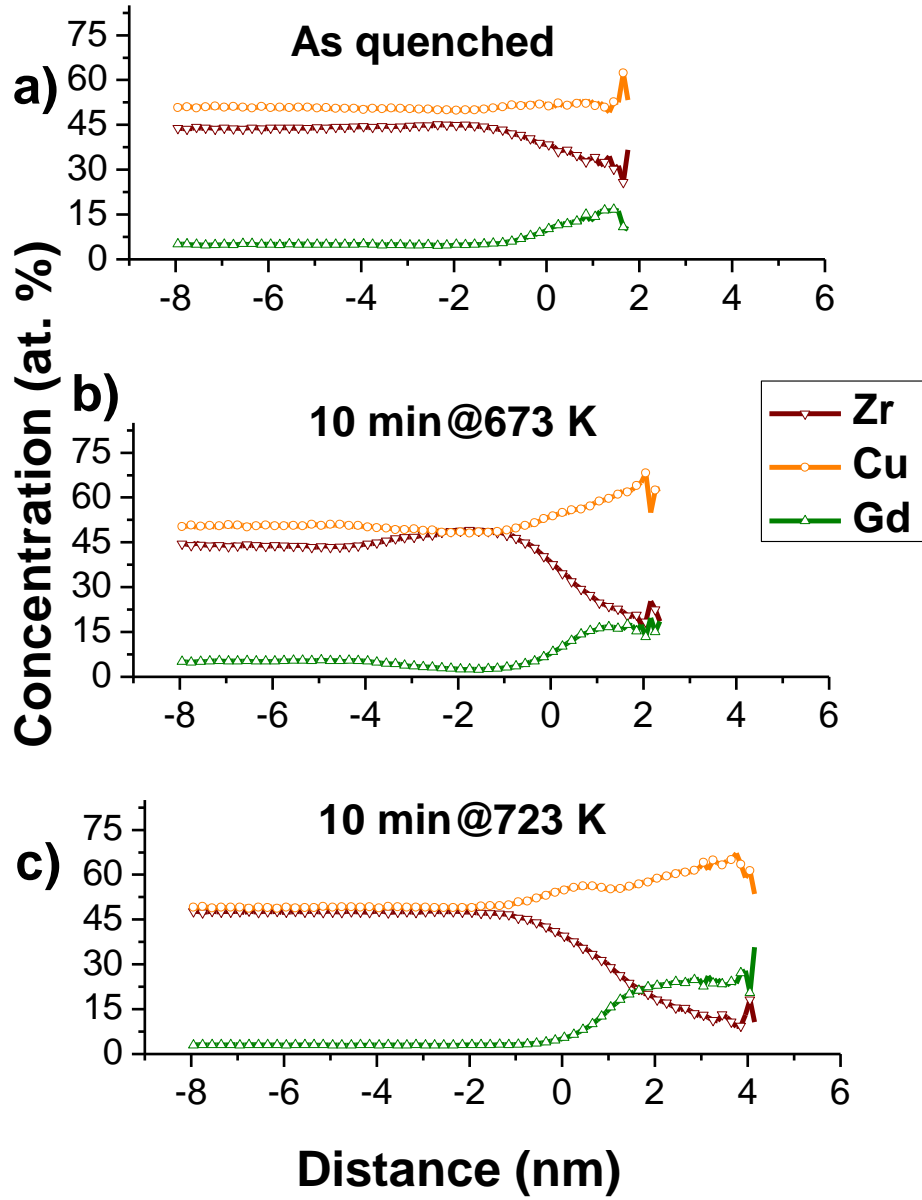 As quenched
a)
75
60
45
30
15
0
-8 -6 -4 -2 0 2 4 6
b)
10 min@673 K
75
60
45
30
15
0
-8 -6 -4 -2 0 2 4 6
Zr
Cu
Gd
c)
10 min@723 K
75
60
45
30
15
0
-8 -6 -4 -2 0 2 4 6
Concentration (at. %)
Distance (nm)